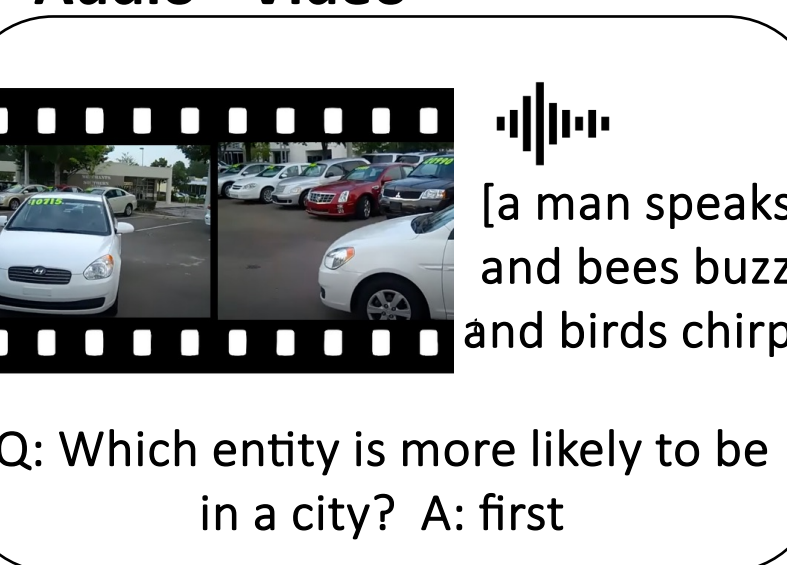 Audio Video
10715
[a man speaks
and bees buzz
and birds chirp
Q: Which entity is more likely to be
in a city? A: first